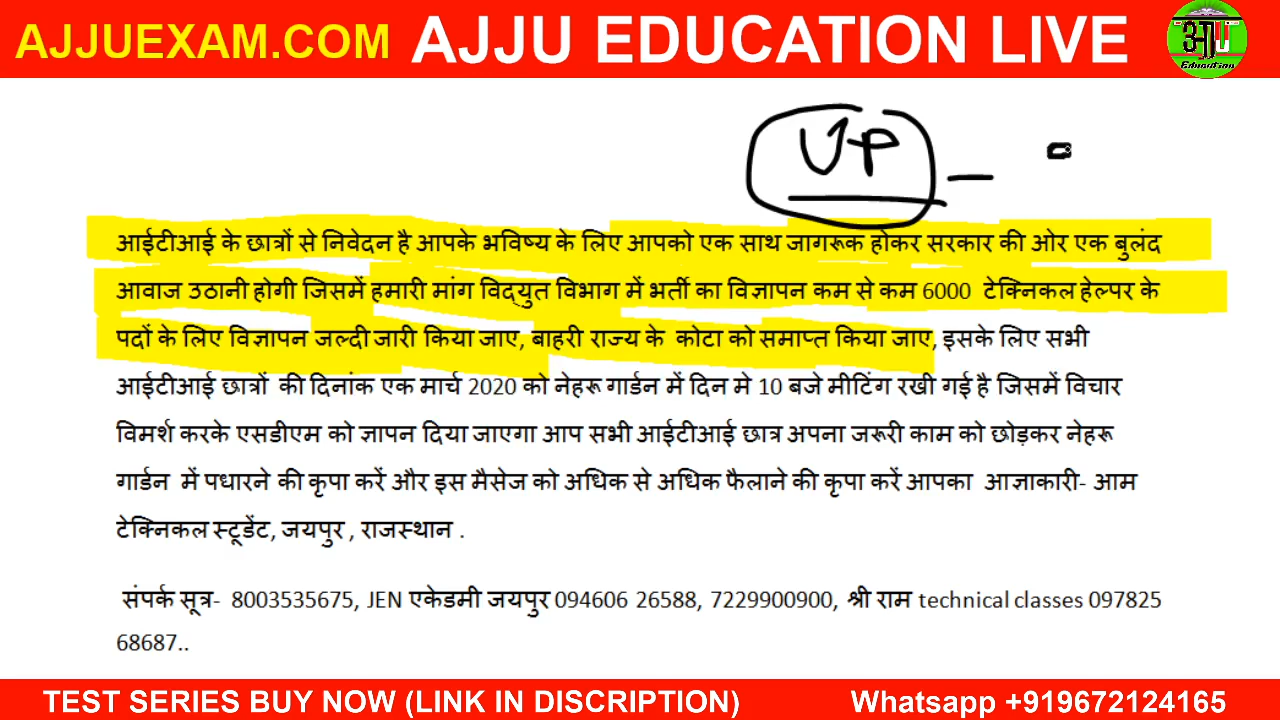 AJJUEXAM.COM AJJU EDUCATION LIVE
आजु
Education
UP
आईटीआई के छात्रों से निवेदन है आपके भविष्य के लिए आपको एक साथ जागरूक होकर सरकार की ओर एक बुलंद
आवाज उठानी होगी जिसमें हमारी मांग विद्युत विभाग में भर्ती का विज्ञापन कम से कम 6000 टेक्निकल हेल्पर के
पदों के लिए विज्ञापन जल्दी जारी किया जाए, बाहरी राज्य के कोटा को समाप्त किया जाए, इसके लिए सभी
आईटीआई छात्रों की दिनांक एक मार्च 2020 को नेहरू गार्डन में दिन मे 10 बजे मीटिंग रखी गई है जिसमें विचार
विमर्श करके एसडीएम को ज्ञापन दिया जाएगा आप सभी आईटीआई छात्र अपना जरूरी काम को छोड़कर नेहरू
गार्डन में पधारने की कृपा करें और इस मैसेज को अधिक से अधिक फैलाने की कृपा करें आपका आज्ञाकारी- आम
टेक्निकल स्टूडेंट, जयपुर , राजस्थान .
संपर्क सूत्र- 8003535675, JEN एकेडमी जयपुर 094606 26588, 7229900900, श्री राम technical classes 097825
68687..
TEST SERIES BUY NOW (LINK IN DISCRIPTION) Whatsapp +919672124165